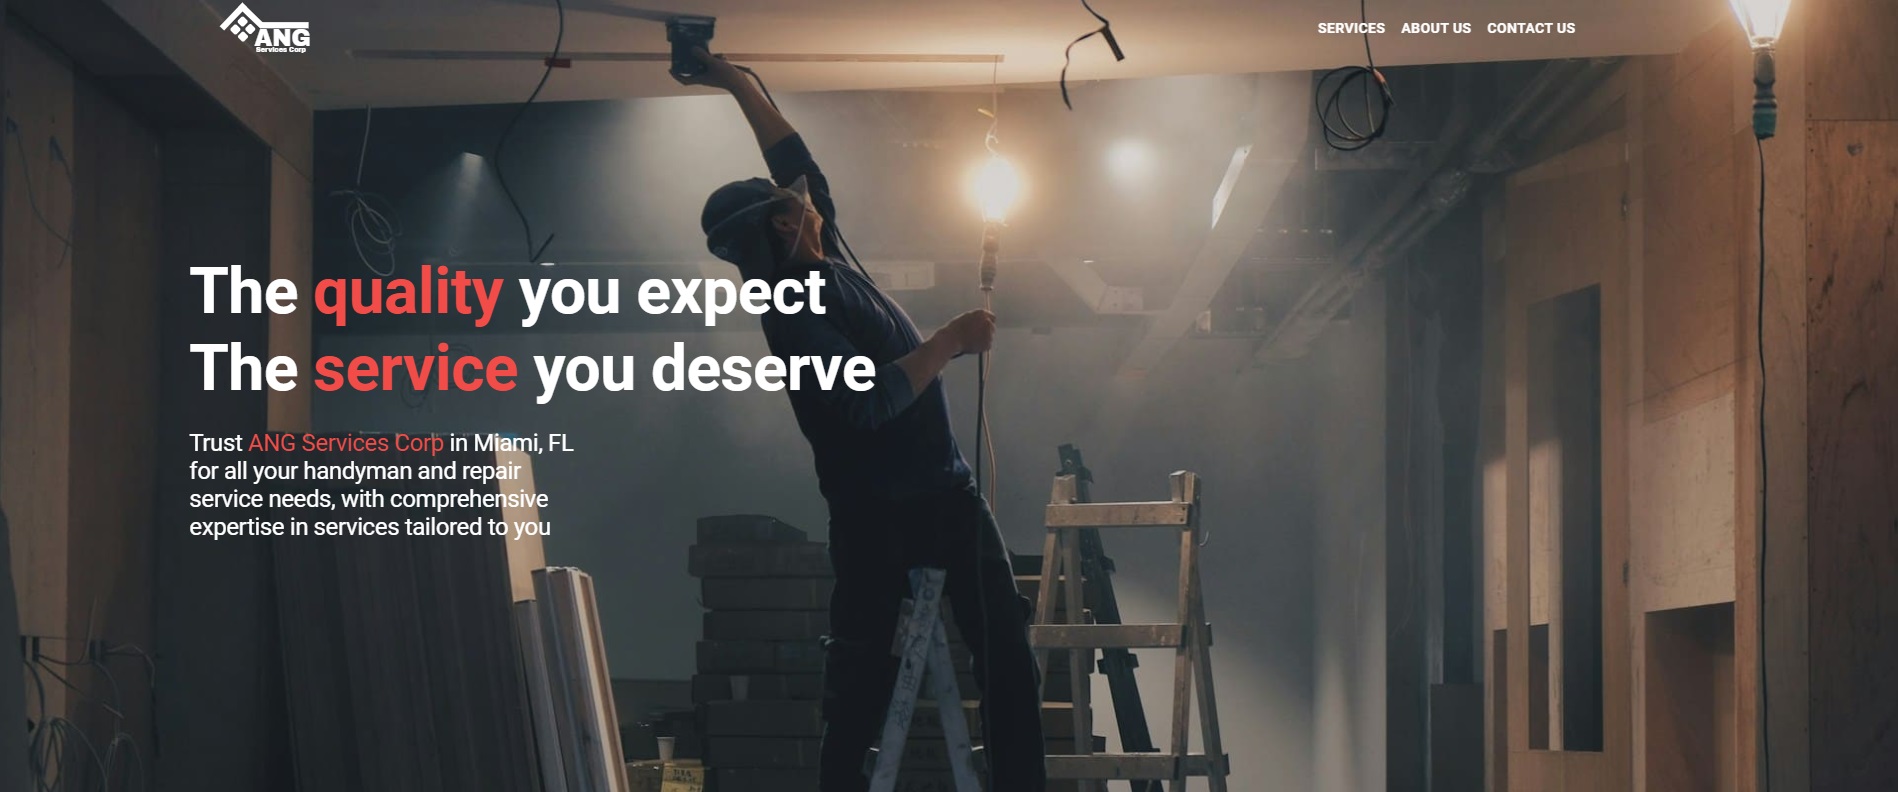 ANG
Services Corp
SERVICES ABOUT US CONTACT US
The quality you expect
The service you deserve
Trust ANG Services Corp in Miami, FL
for all your handyman and repair
service needs, with comprehensive
expertise in services tailored to you